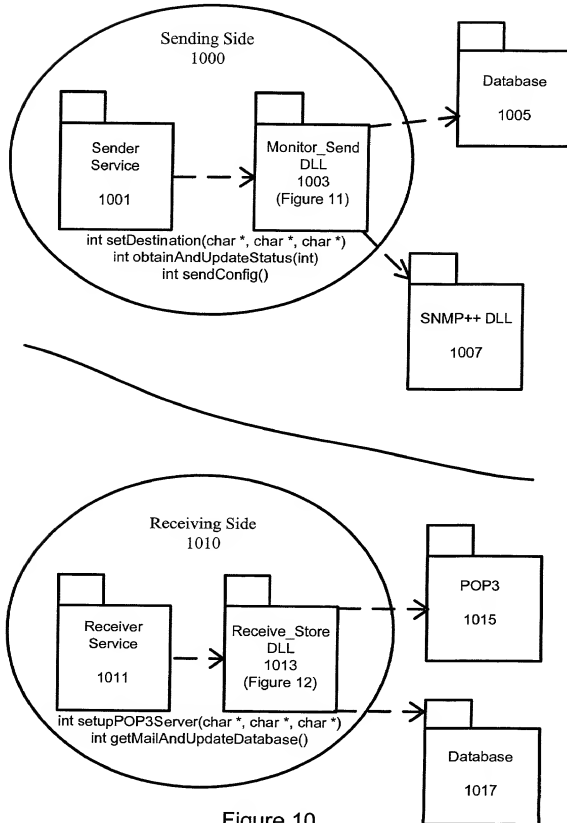 Sending Side
1000
Database
1005
Sender
Service
1001
Monitor_Send
DLL
1003
(Figure 11)
int setDestination(char *, char *, char *)
int obtainAndUpdateStatus(int)
int sendConfig()
SNMP++ DLL
1007
Receiving Side
1010
POP3
1015
Receiver
Service
1011
Receive_Store
DLL
1013
(Figure 12)
int setupPOP3Server(char *, char *, char *)
int getMailAndUpdateDatabase()
Database
1017
Figure 10